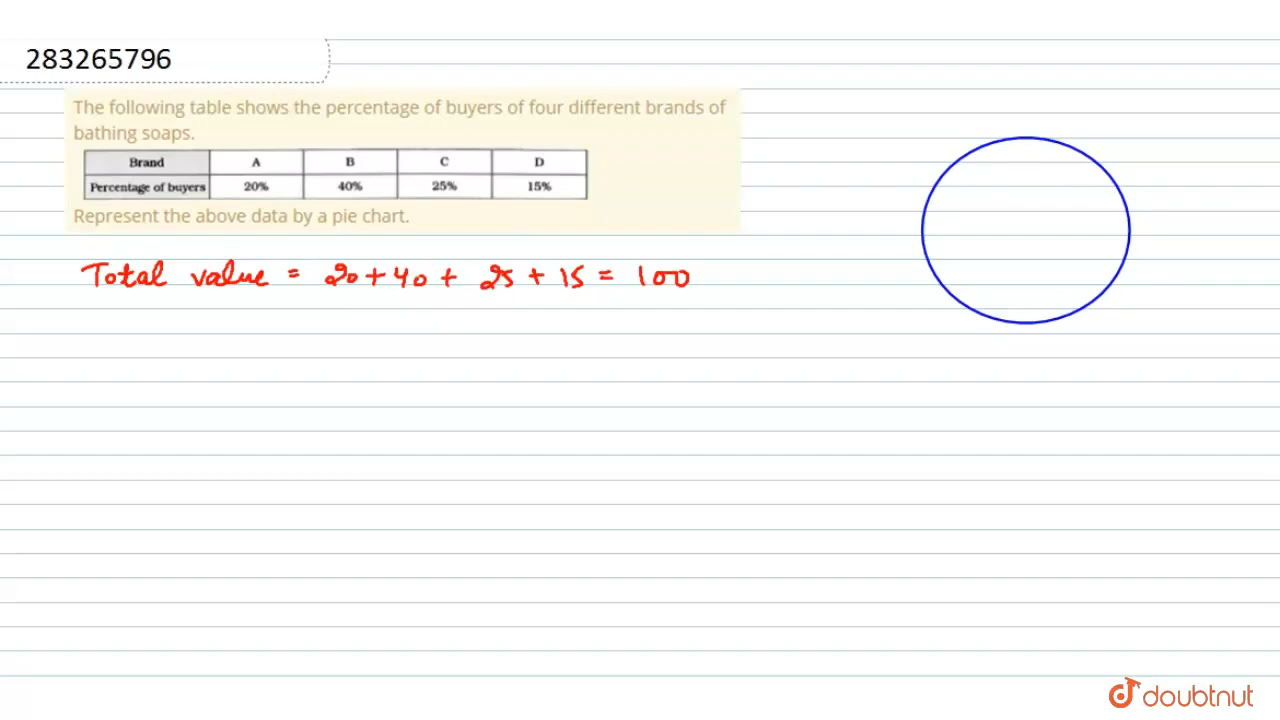 283265796
The following table shows the percentage of buyers of four different brands of
bathing soaps.
Brand A B C D
Percentage of buyers 20% 40% 25% 15%
Represent the above data by a pie chart.
Total value = 20 + 40 + 25 + 15 = 100
doubtnut